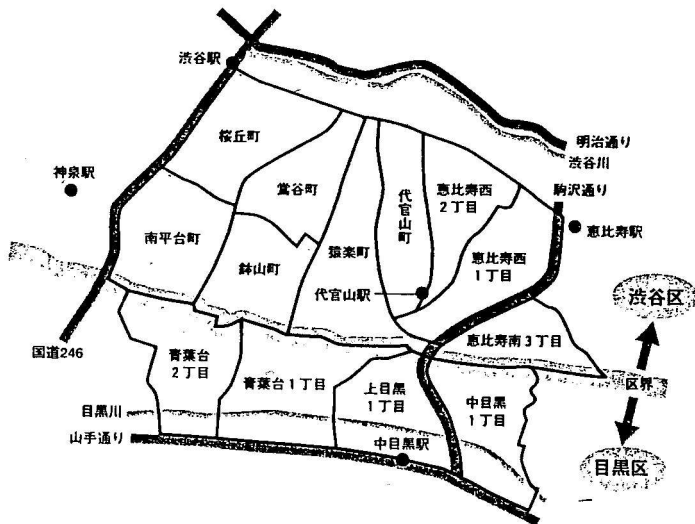 渋谷駅
明治通り
渋谷川
桜丘町
神泉駅
鶯谷町
代官山町
恵比寿西
2丁目
駒沢通り
恵比寿駅
南平台町
鉢山町
猿楽町
恵比寿西
1丁目
代官山駅
渋谷区
国道246
恵比寿南3丁目
青葉台
2丁目
青葉台1丁目
上目黒
1丁目
中目黒
1丁目
区界
目黒川
山手通り
中目黒駅
目黒区